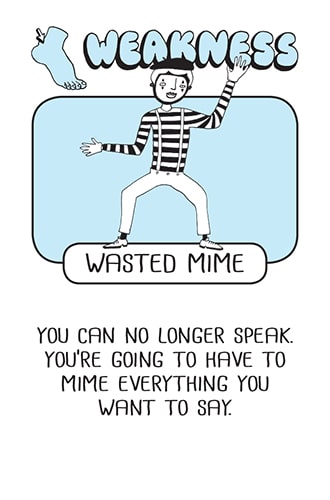 WEAKNESS
WASTED MIME
YOU CAN NO LONGER SPEAK.
YOU'RE GOING TO HAVE TO
MIME EVERYTHING YOU
WANT TO SAY.